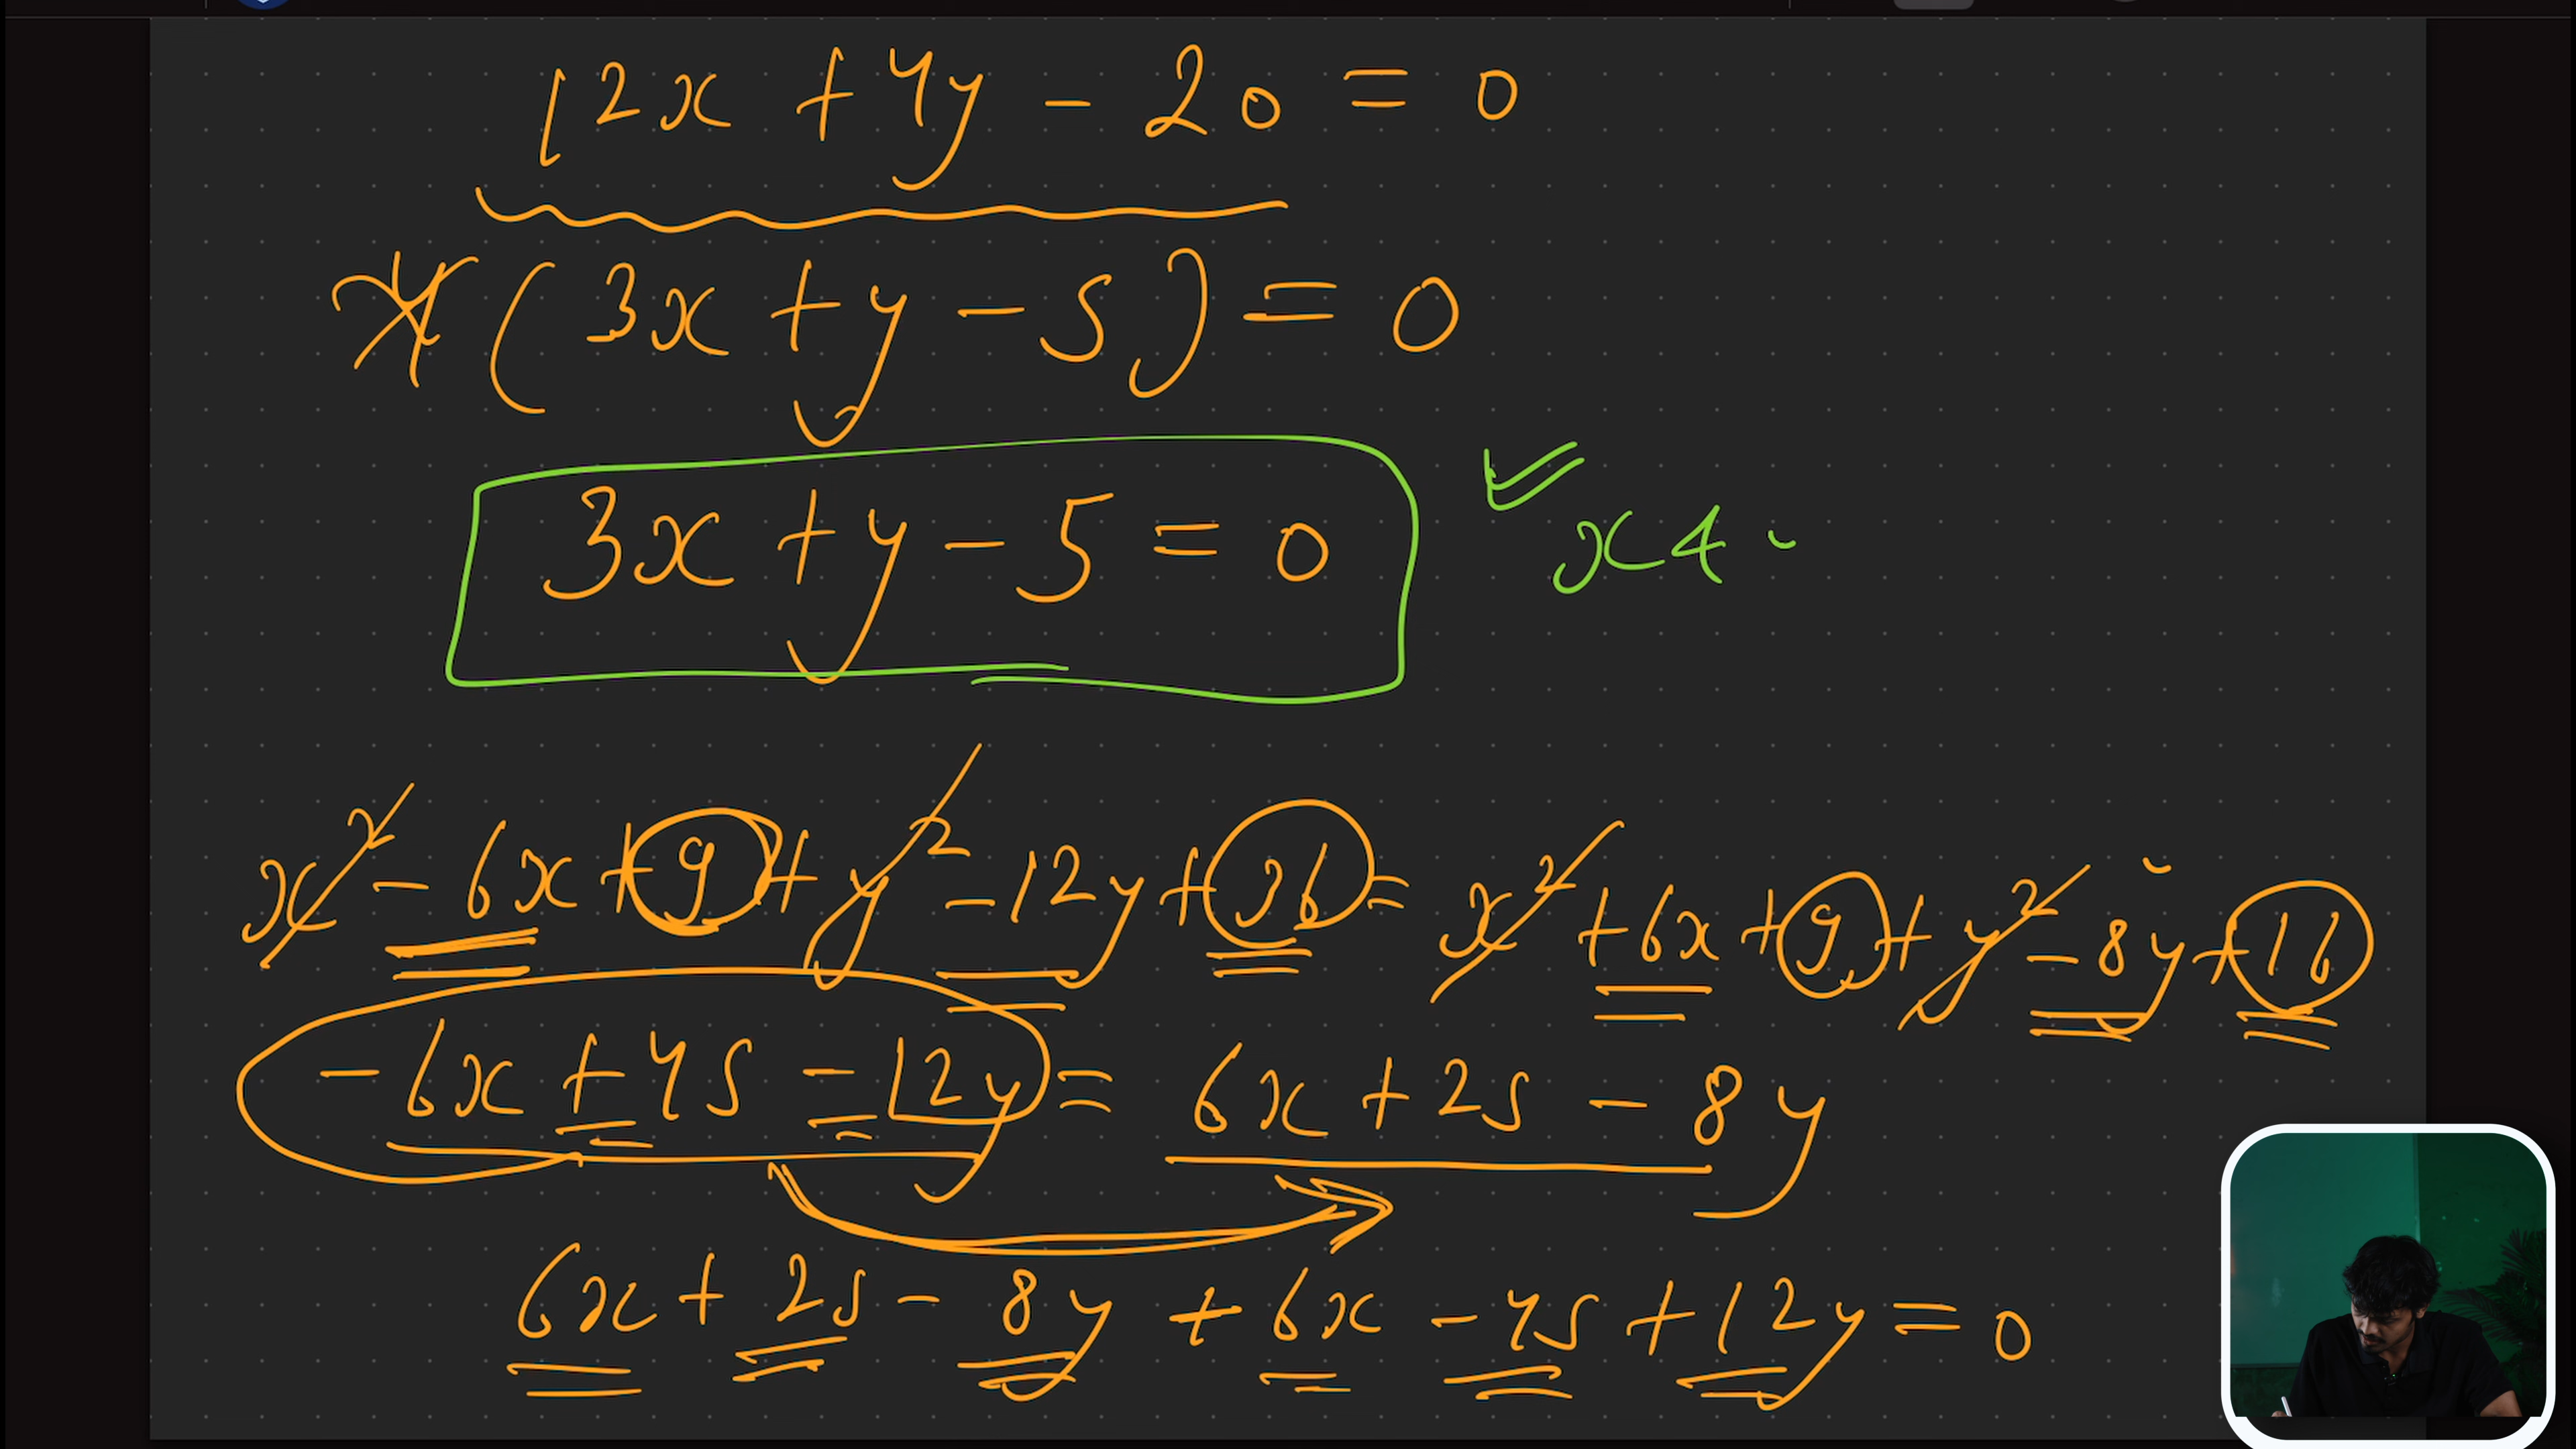 12x + 4y - 20 = 0
4(3x + y - 5) = 0
3x + y - 5 = 0
x 4
x² - 6x + 9 + y² - 12y + 36 = x² + 6x + 9 + y² - 8y + 16
-6x + 45 - 12y = 6x + 25 - 8y
6x + 25 - 8y + 6x - 45 + 12y = 0